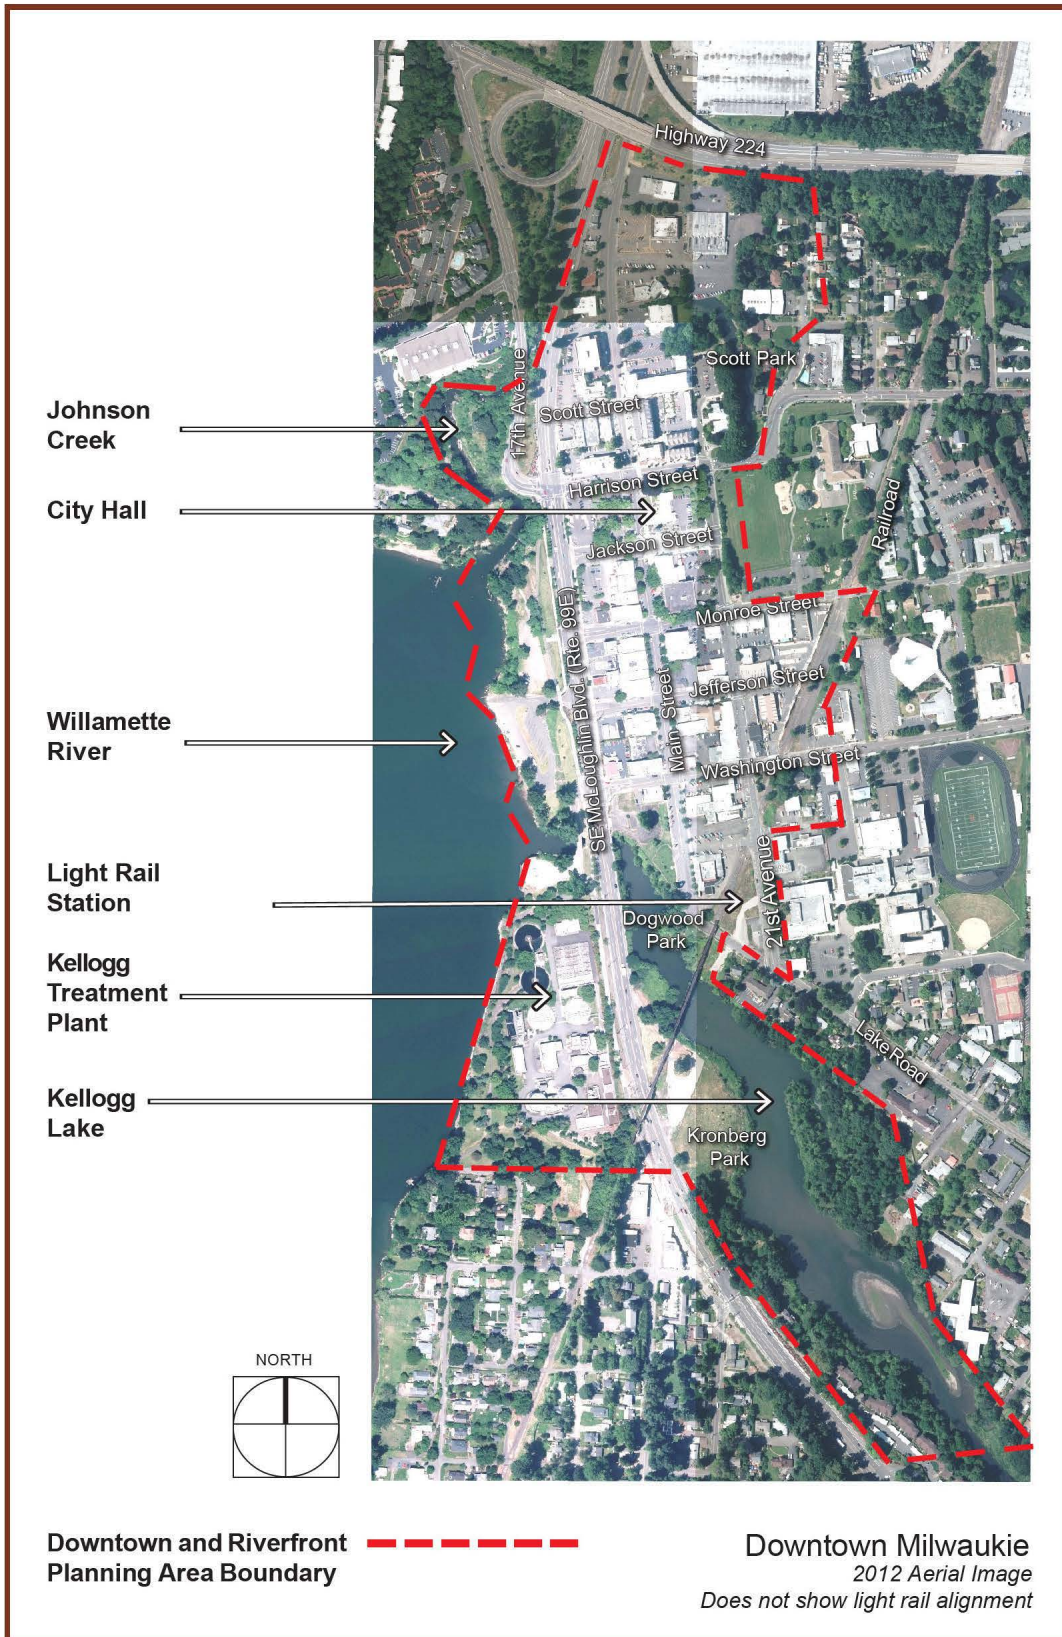 Highway 224
Scott Park
17th Avenue
Scott Street
Johnson
Creek
Harrison Street
City Hall
Railroad
Jackson Street
Monroe Street
SE McLoughlin Blvd. (Rte. 99E)
Main Street
Jefferson Street
Willamette
River
Washington Street
Light Rail
Station
21st Avenue
Dogwood
Park
Kellogg
Treatment
Plant
Lake Road
Kellogg
Lake
Kronberg
Park
NORTH
Downtown and Riverfront
Planning Area Boundary
Downtown Milwaukie
2012 Aerial Image
Does not show light rail alignment